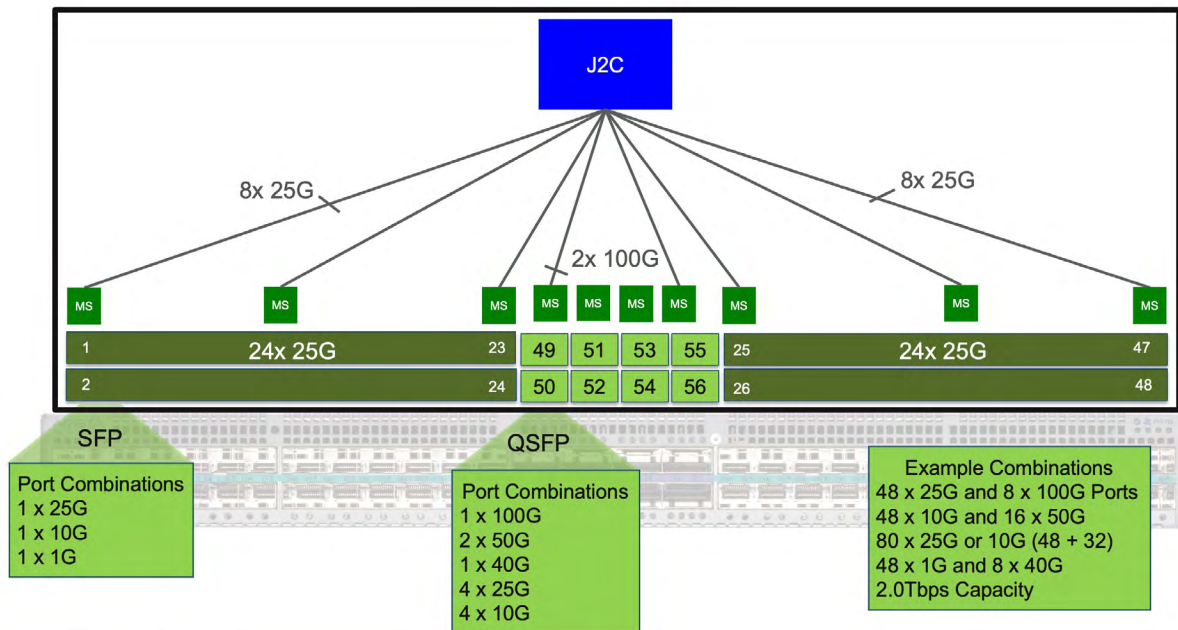 J2C
8x 25G
8x 25G
2x 100G
MS
MS
MS
MS
MS
MS
MS
MS
MS
MS
1
24x 25G
23
49
51
53
55
25
24x 25G
47
2
24
50
52
54
56
26
48
SFP
Port Combinations
1 x 25G
1 x 10G
1 x 1G
QSFP
Port Combinations
1 x 100G
2 x 50G
1 x 40G
4 x 25G
4 x 10G
Example Combinations
48 x 25G and 8 x 100G Ports
48 x 10G and 16 x 50G
80 x 25G or 10G (48 + 32)
48 x 1G and 8 x 40G
2.0Tbps Capacity